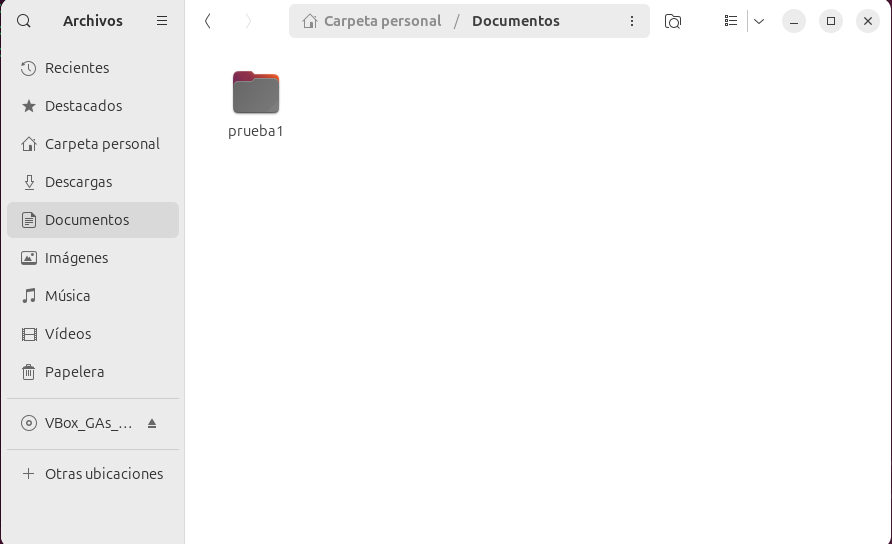 Archivos
Carpeta personal / Documentos
Recientes
Destacados
Carpeta personal
Descargas
Documentos
Imágenes
Música
Vídeos
Papelera
VBox_GAs_...
Otras ubicaciones
prueba1